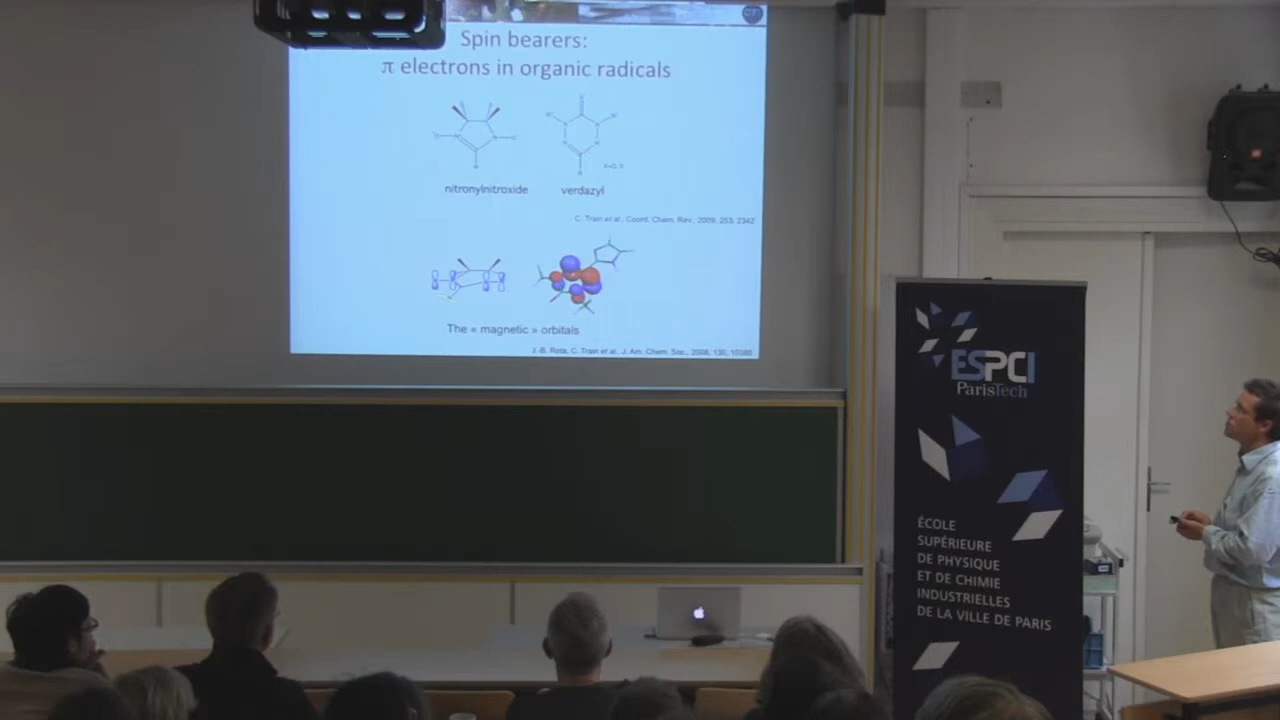 Spin bearers:
π electrons in organic radicals
nitronylnitroxide
verdazyl
C. Train et al., Coord. Chem. Rev., 2009, 253, 2342
The « magnetic » orbitals
J.-B. Rota, C. Train et al., J. Am. Chem. Soc., 2008, 130, 10380
ESPCI
ParisTech
ÉCOLE
SUPÉRIEURE
DE PHYSIQUE
ET DE CHIMIE
INDUSTRIELLES
DE LA VILLE DE PARIS